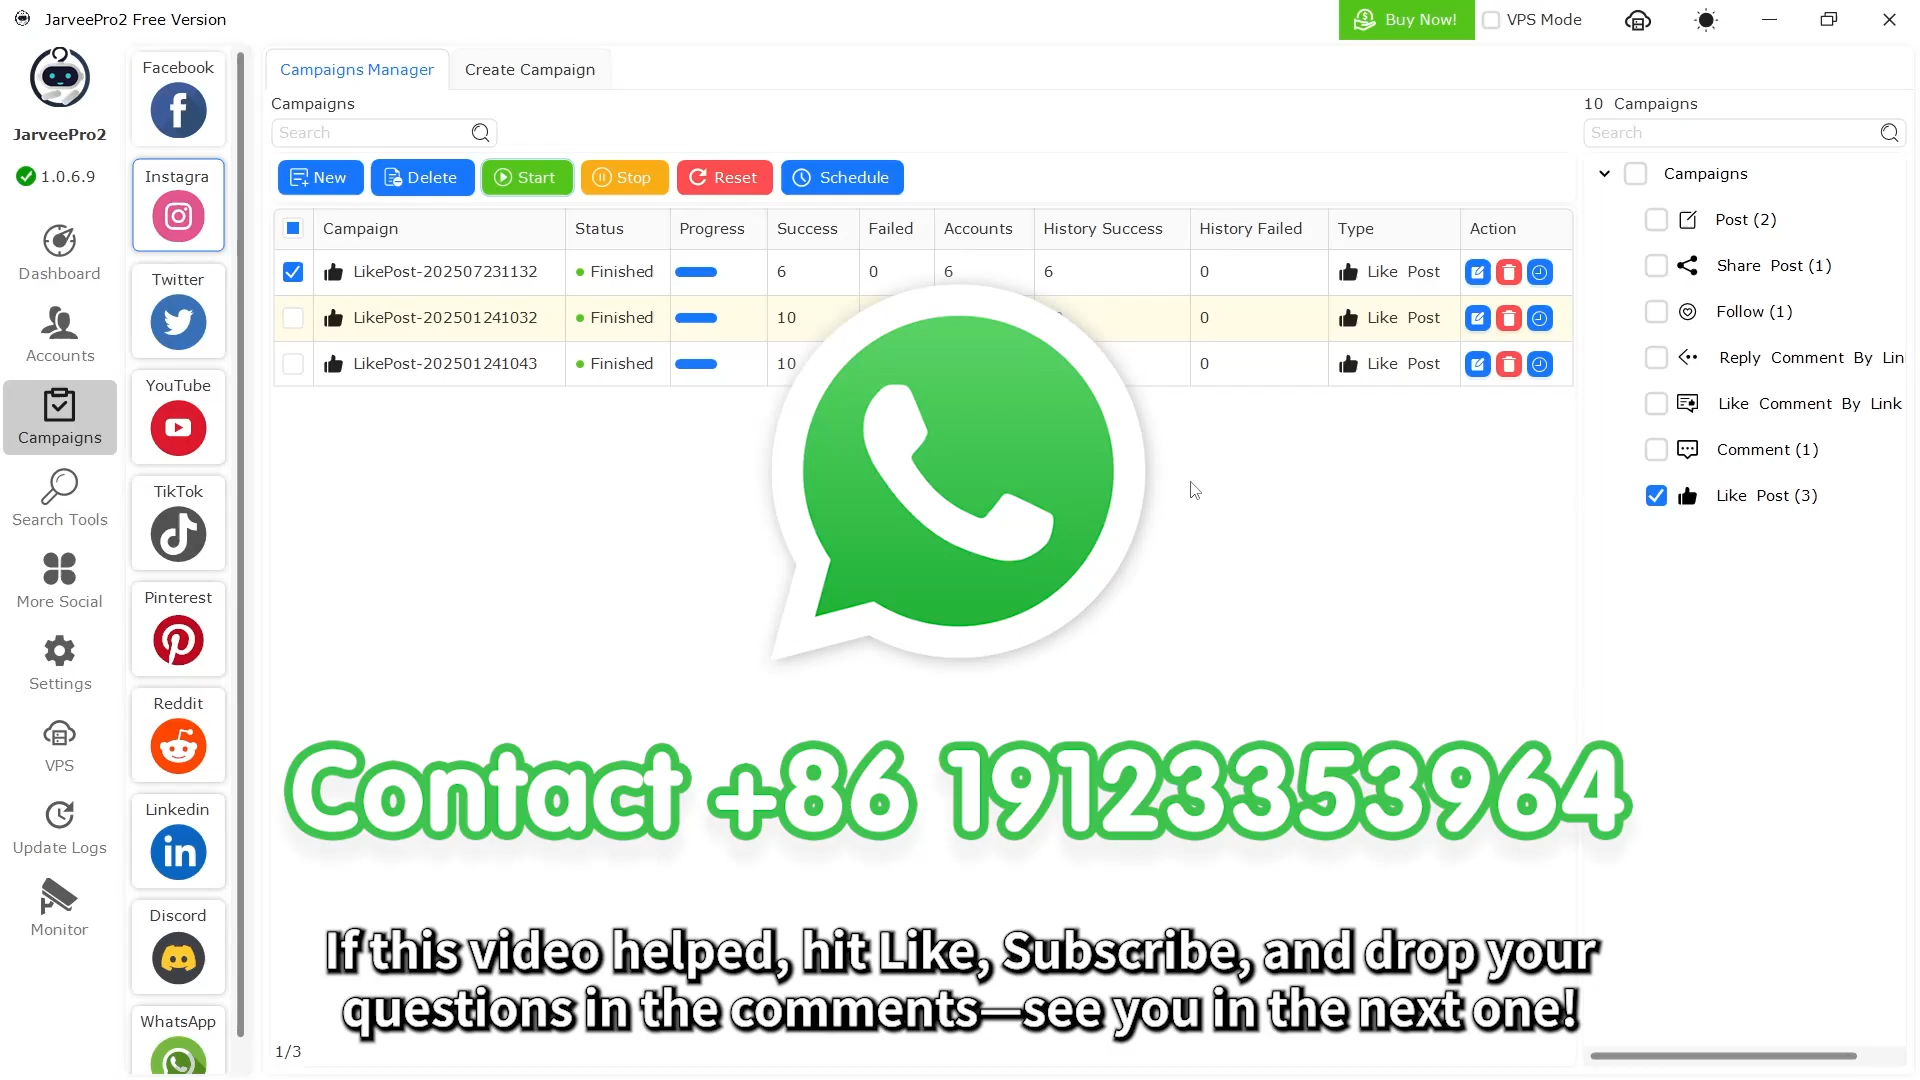 JarveePro2 Free Version
Buy Now!
VPS Mode
JarveePro2
1.0.6.9
Dashboard
Accounts
Campaigns
Search Tools
More Social
Settings
VPS
Update Logs
Monitor
Facebook
Instagra
Twitter
YouTube
TikTok
Pinterest
Reddit
Linkedin
Discord
WhatsApp
Campaigns Manager
Create Campaign
Campaigns
Search
New
Delete
Start
Stop
Reset
Schedule
Campaign Status Progress Success Failed Accounts History Success History Failed Type Action
LikePost-202507231132 Finished 6 0 6 6 0 Like Post
LikePost-202501241032 Finished 10 0 Like Post
LikePost-202501241043 Finished 10 0 Like Post
10 Campaigns
Search
Campaigns
Post (2)
Share Post (1)
Follow (1)
Reply Comment By Lin
Like Comment By Link
Comment (1)
Like Post (3)
Contact +86 19123353964
If this video helped, hit Like, Subscribe, and drop your
questions in the comments—see you in the next one!
1/3